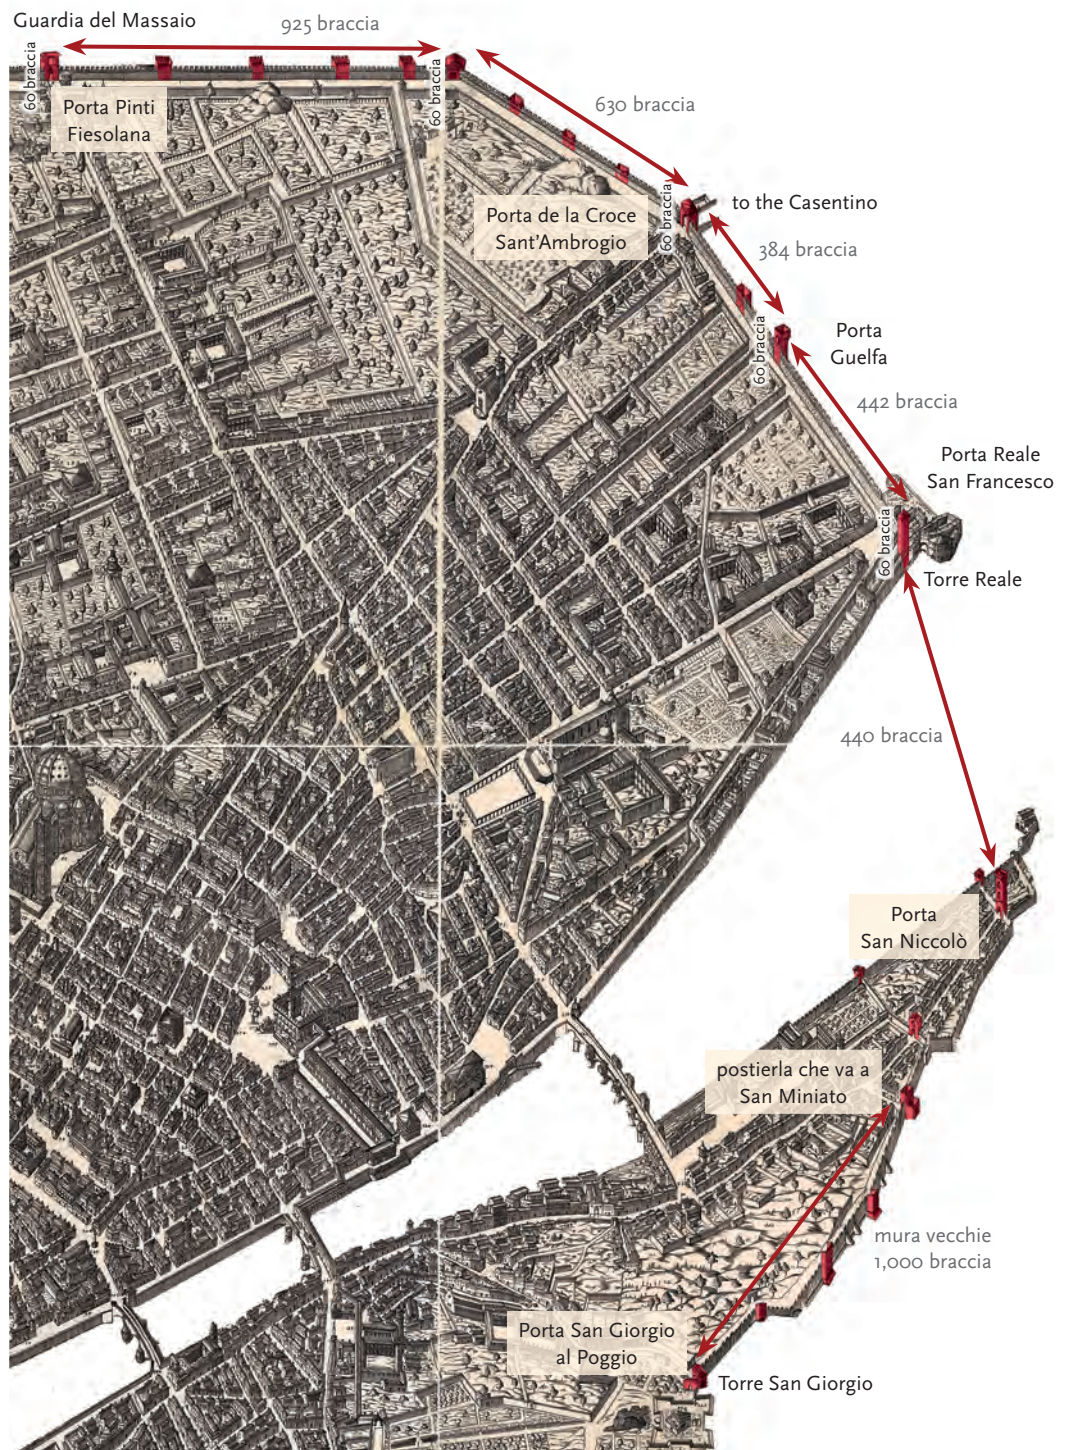 Guardia del Massaio
925 braccia
60 braccia
60 braccia
Porta Pinti
Fiesolana
630 braccia
60 braccia
Porta de la Croce
Sant'Ambrogio
to the Casentino
384 braccia
60 braccia
Porta
Guelfa
442 braccia
Porta Reale
San Francesco
60 braccia
Torre Reale
440 braccia
Porta
San Niccolò
postierla che va a
San Miniato
mura vecchie
1,000 braccia
Porta San Giorgio
al Poggio
Torre San Giorgio